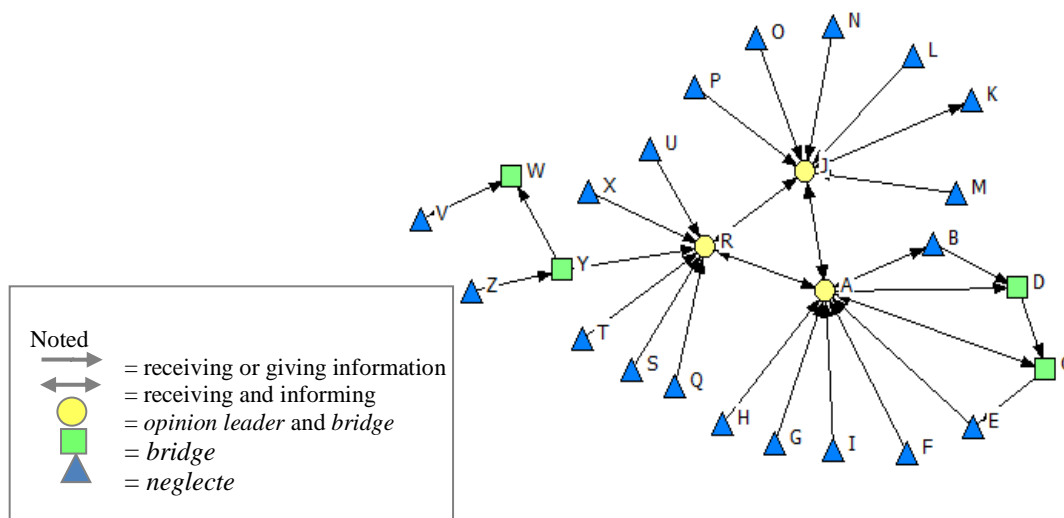 O
N
L
P
K
U
J
M
W
X
V
R
B
Y
A
D
Z
T
S
Q
H
G
I
F
E
Noted
= receiving or giving information
= receiving and informing
= opinion leader and bridge
= bridge
= neglecte